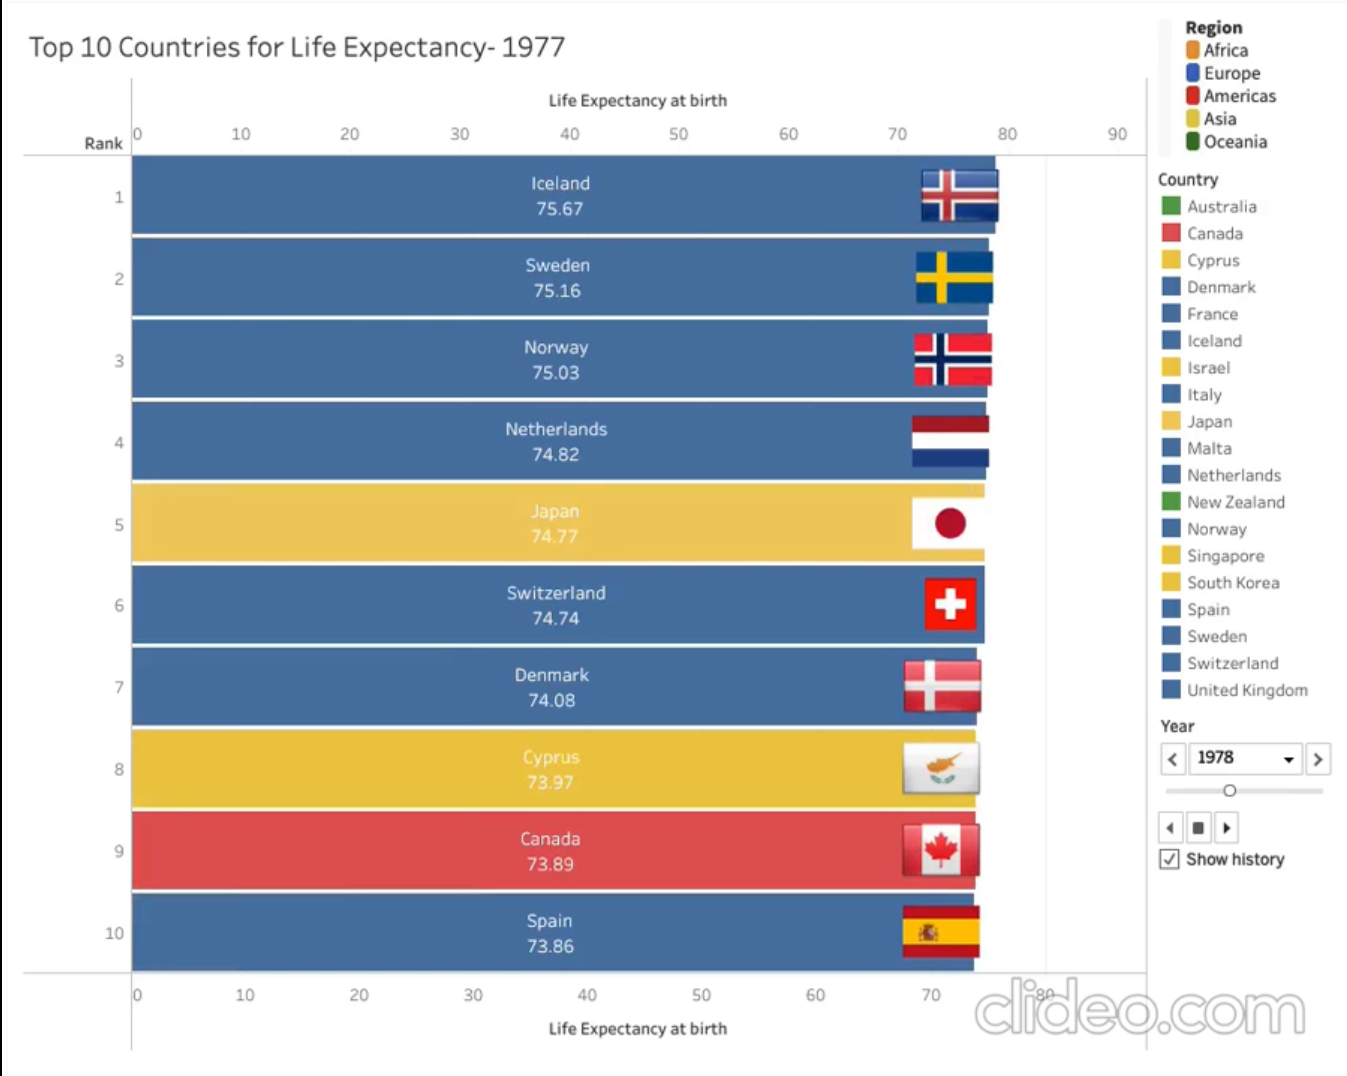 Top 10 Countries for Life Expectancy- 1977
Life Expectancy at birth
Rank
0 10 20 30 40 50 60 70 80 90
1
Iceland
75.67
2
Sweden
75.16
3
Norway
75.03
4
Netherlands
74.82
5
Japan
74.77
6
Switzerland
74.74
7
Denmark
74.08
8
Cyprus
73.97
9
Canada
73.89
10
Spain
73.86
0 10 20 30 40 50 60 70 80
Life Expectancy at birth
Region
Africa
Europe
Americas
Asia
Oceania
Country
Australia
Canada
Cyprus
Denmark
France
Iceland
Israel
Italy
Japan
Malta
Netherlands
New Zealand
Norway
Singapore
South Korea
Spain
Sweden
Switzerland
United Kingdom
Year
1978
Show history
clideo.com